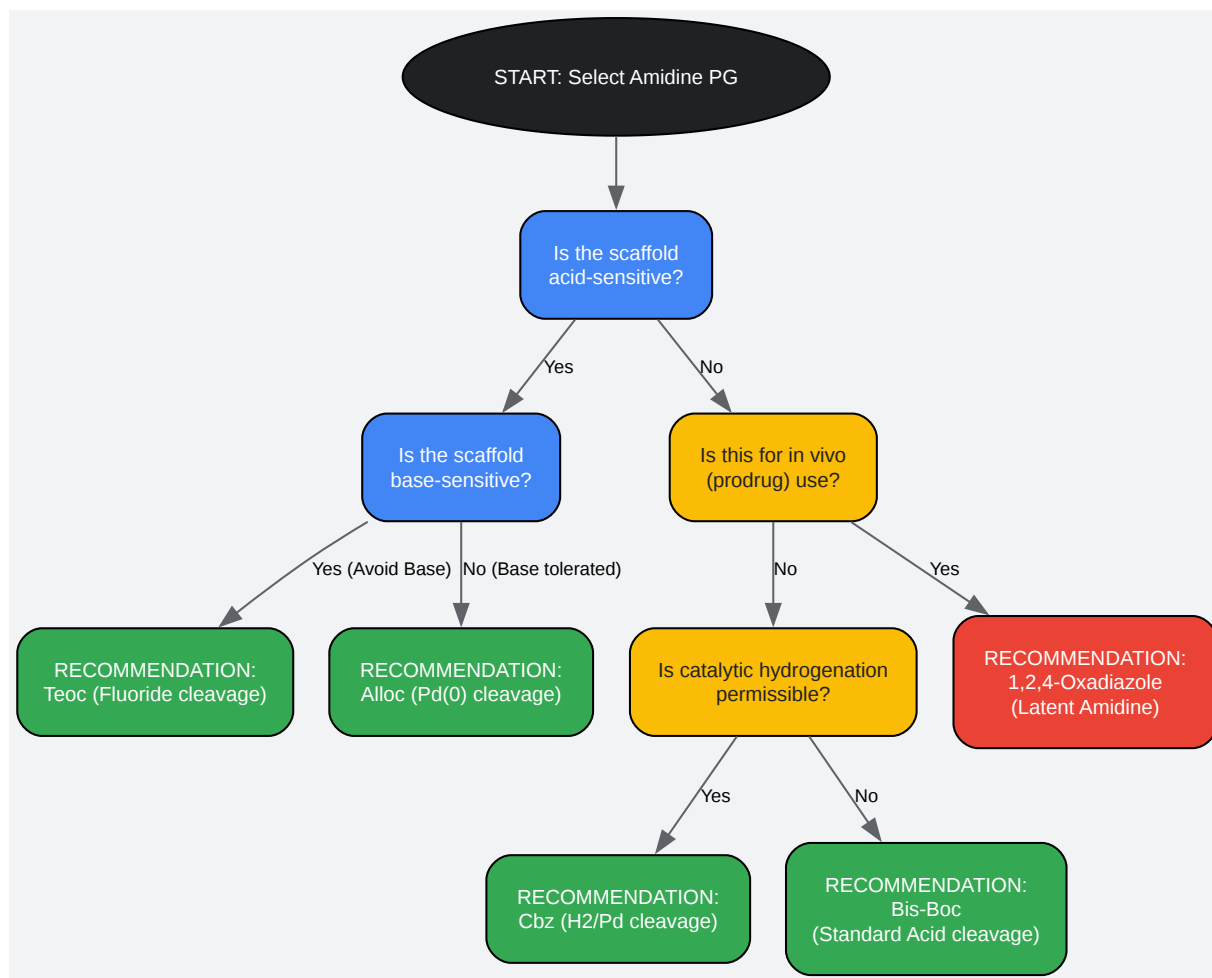 START: Select Amidine PG
Is the scaffold
acid-sensitive?
Yes
No
Is the scaffold
base-sensitive?
Is this for in vivo
(prodrug) use?
Yes (Avoid Base)
No (Base tolerated)
No
Yes
RECOMMENDATION:
Teoc (Fluoride cleavage)
RECOMMENDATION:
Alloc (Pd(0) cleavage)
Is catalytic hydrogenation
permissible?
RECOMMENDATION:
1,2,4-Oxadiazole
(Latent Amidine)
Yes
No
RECOMMENDATION:
Cbz (H2/Pd cleavage)
RECOMMENDATION:
Bis-Boc
(Standard Acid cleavage)